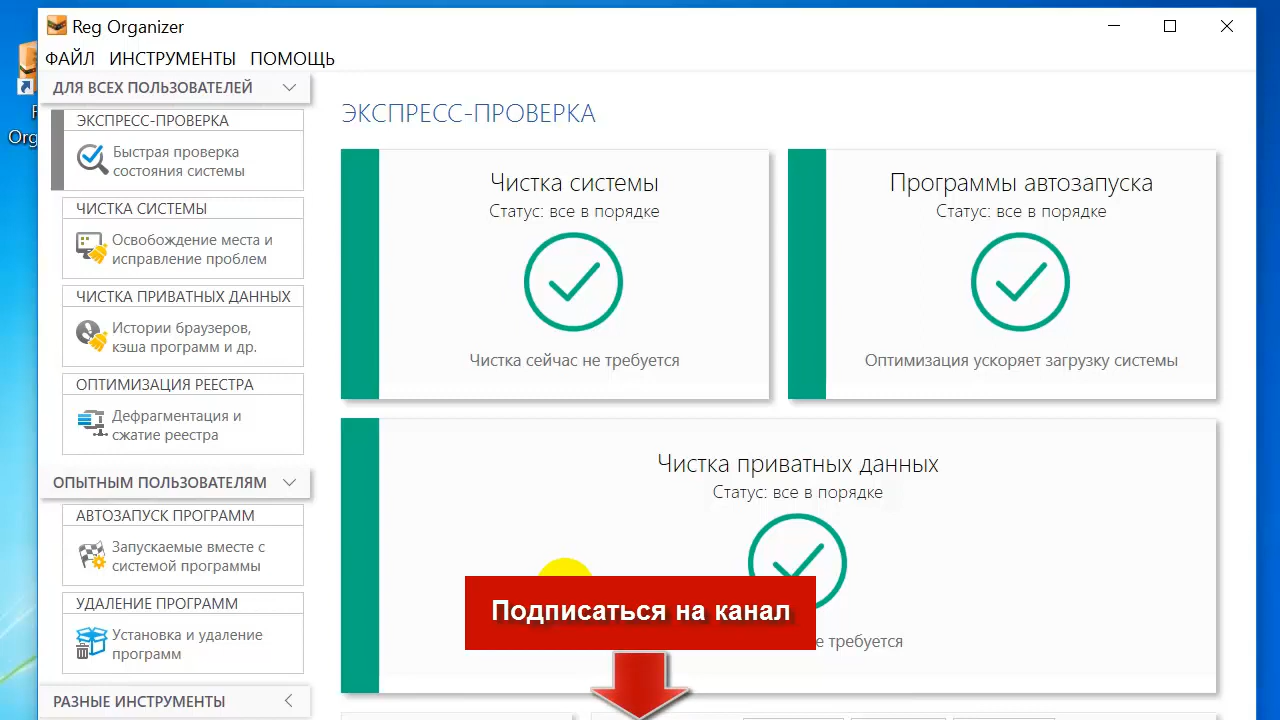 Reg Organizer
ФАЙЛ ИНСТРУМЕНТЫ ПОМОЩЬ
ДЛЯ ВСЕХ ПОЛЬЗОВАТЕЛЕЙ
ЭКСПРЕСС-ПРОВЕРКА
Быстрая проверка
состояния системы
ЧИСТКА СИСТЕМЫ
Освобождение места и
исправление проблем
ЧИСТКА ПРИВАТНЫХ ДАННЫХ
Истории браузеров,
кэша программ и др.
ОПТИМИЗАЦИЯ РЕЕСТРА
Дефрагментация и
сжатие реестра
ОПЫТНЫМ ПОЛЬЗОВАТЕЛЯМ
АВТОЗАПУСК ПРОГРАММ
Запускаемые вместе с
системой программы
УДАЛЕНИЕ ПРОГРАММ
Установка и удаление
программ
РАЗНЫЕ ИНСТРУМЕНТЫ
ЭКСПРЕСС-ПРОВЕРКА
Чистка системы
Статус: все в порядке
Чистка сейчас не требуется
Программы автозапуска
Статус: все в порядке
Оптимизация ускоряет загрузку системы
Чистка приватных данных
Статус: все в порядке
Подписаться на канал
требуется